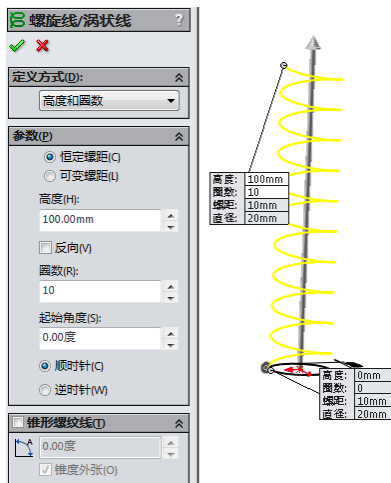 螺旋线/涡状线 ?
定义方式(D):
高度和圈数
参数(P)
恒定螺距(C)
可变螺距(L)
高度(H):
100.00mm
反向(V)
圈数(R):
10
起始角度(S):
0.00度
顺时针(C)
逆时针(W)
锥形螺纹线(T)
A
0.00度
锥度外张(O)
高度: 100mm
圈数: 10
螺距: 10mm
直径: 20mm
高度: 0mm
圈数: 0
螺距: 10mm
直径: 20mm